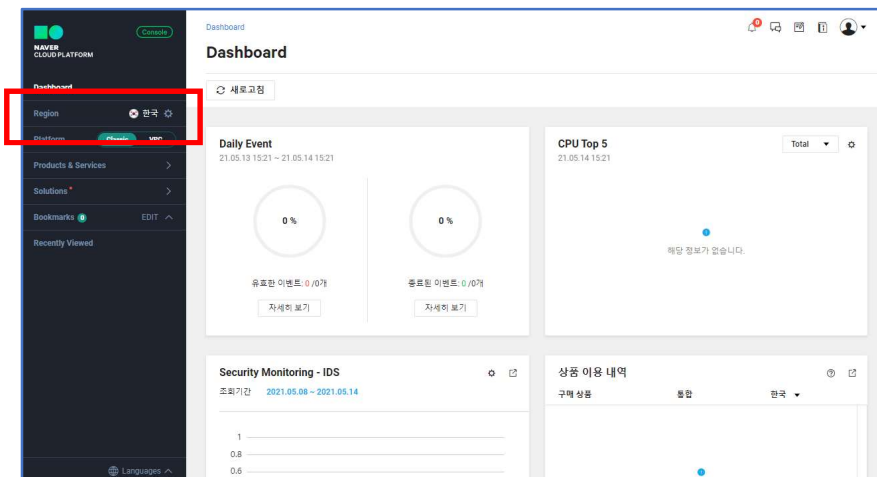 NAVER
CLOUD PLATFORM
Console
Dashboard
Region 한국
Platform Classic VPC
Products & Services
Solutions
Bookmarks 0 EDIT
Recently Viewed
Languages
Dashboard
0
Dashboard
새로고침
Daily Event
21.05.13 15:21 ~ 21.05.14 15:21
0 % 0 %
유효한 이벤트: 0 /0개 종료된 이벤트: 0 /0개
자세히 보기 자세히 보기
CPU Top 5 Total
21.05.14 15:21
해당 정보가 없습니다.
Security Monitoring - IDS
조회기간 2021.05.08 ~ 2021.05.14
1
0.8
0.6
상품 이용 내역
구매 상품 통합 한국